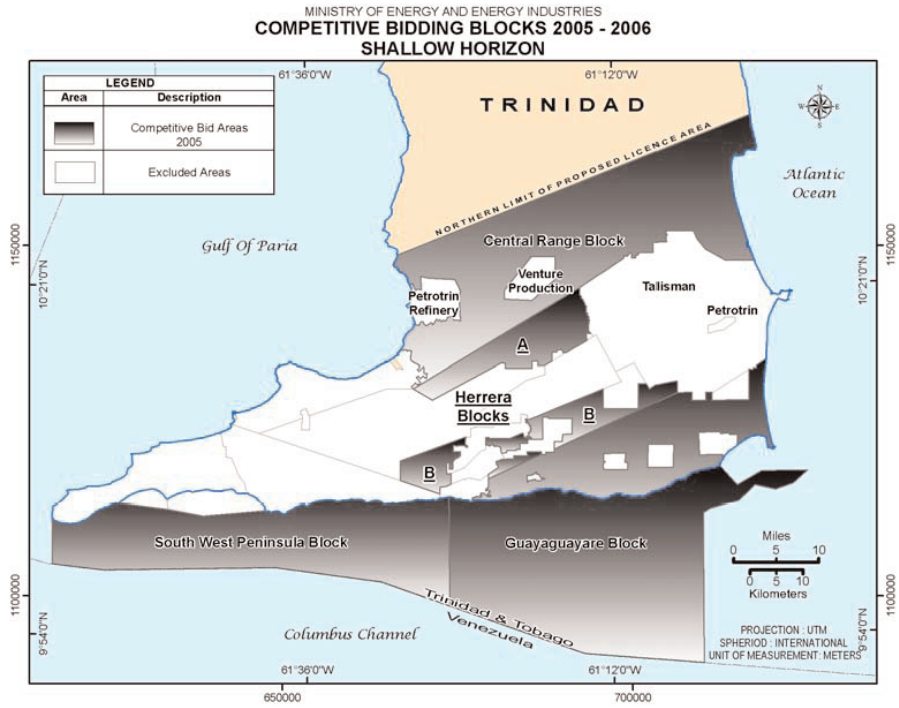 MINISTRY OF ENERGY AND ENERGY INDUSTRIES
COMPETITIVE BIDDING BLOCKS 2005 - 2006
SHALLOW HORIZON
61°36'0"W
61°12'0"W
LEGEND
Area
Description
Competitive Bid Areas
2005
Excluded Areas
TRINIDAD
N
W
E
S
NORTHERN LIMIT OF PROPOSED LICENCE AREA
Atlantic
Ocean
Gulf Of Paria
Central Range Block
1150000
1150000
10°21'0"N
10°21'0"N
Petrotrin
Refinery
Venture
Production
Talisman
Petrotrin
A
Herrera
Blocks
B
B
South West Peninsula Block
Guayaguayare Block
Miles
0 5 10
0 5 10
Kilometers
1100000
1100000
9°54'0"N
9°54'0"N
Trinidad & Tobago
Venezuela
Columbus Channel
PROJECTION : UTM
SPHERIOD : INTERNATIONAL
UNIT OF MEASUREMENT: METERS
61°36'0"W
61°12'0"W
650000
700000